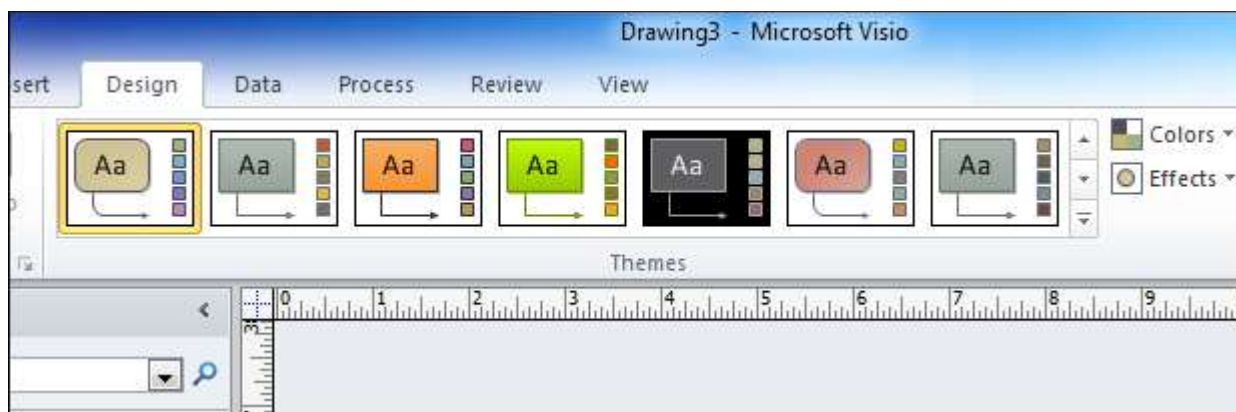 Drawing3 - Microsoft Visio
sert Design Data Process Review View
Aa Aa Aa Aa Aa Aa Aa
Colors
Effects
Themes
0 1 2 3 4 5 6 7 8 9